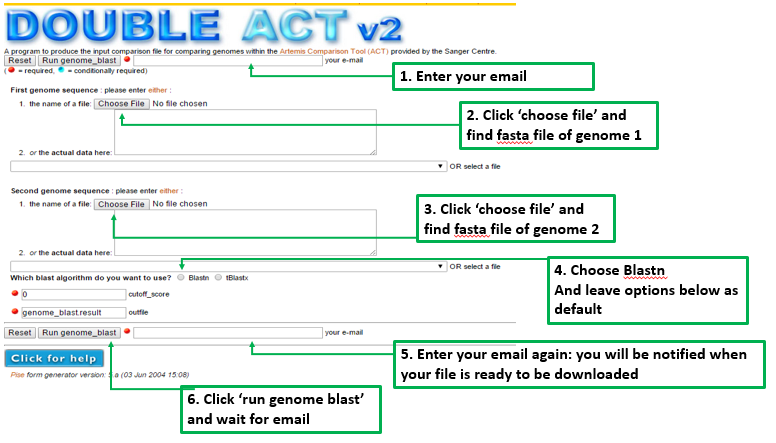 DOUBLE ACT v2
A program to produce the input comparison file for comparing genomes within the Artemis Comparison Tool (ACT) provided by the Sanger Centre.
Reset Run genome_blast your e-mail
( = required, = conditionally required)
1. Enter your email
First genome sequence : please enter either :
1. the name of a file: Choose File No file chosen
2. Click ‘choose file’ and
find fasta file of genome 1
2. or the actual data here:
OR select a file
Second genome sequence : please enter either :
1. the name of a file: Choose File No file chosen
3. Click ‘choose file’ and
find fasta file of genome 2
2. or the actual data here:
OR select a file
Which blast algorithm do you want to use? Blastn tBlastx
4. Choose Blastn
And leave options below as
default
0 cutoff_score
genome_blast.result outfile
Reset Run genome_blast your e-mail
5. Enter your email again: you will be notified when
your file is ready to be downloaded
Click for help
Pise form generator version: 5.a (03 Jun 2004 15:08)
6. Click ‘run genome blast’
and wait for email